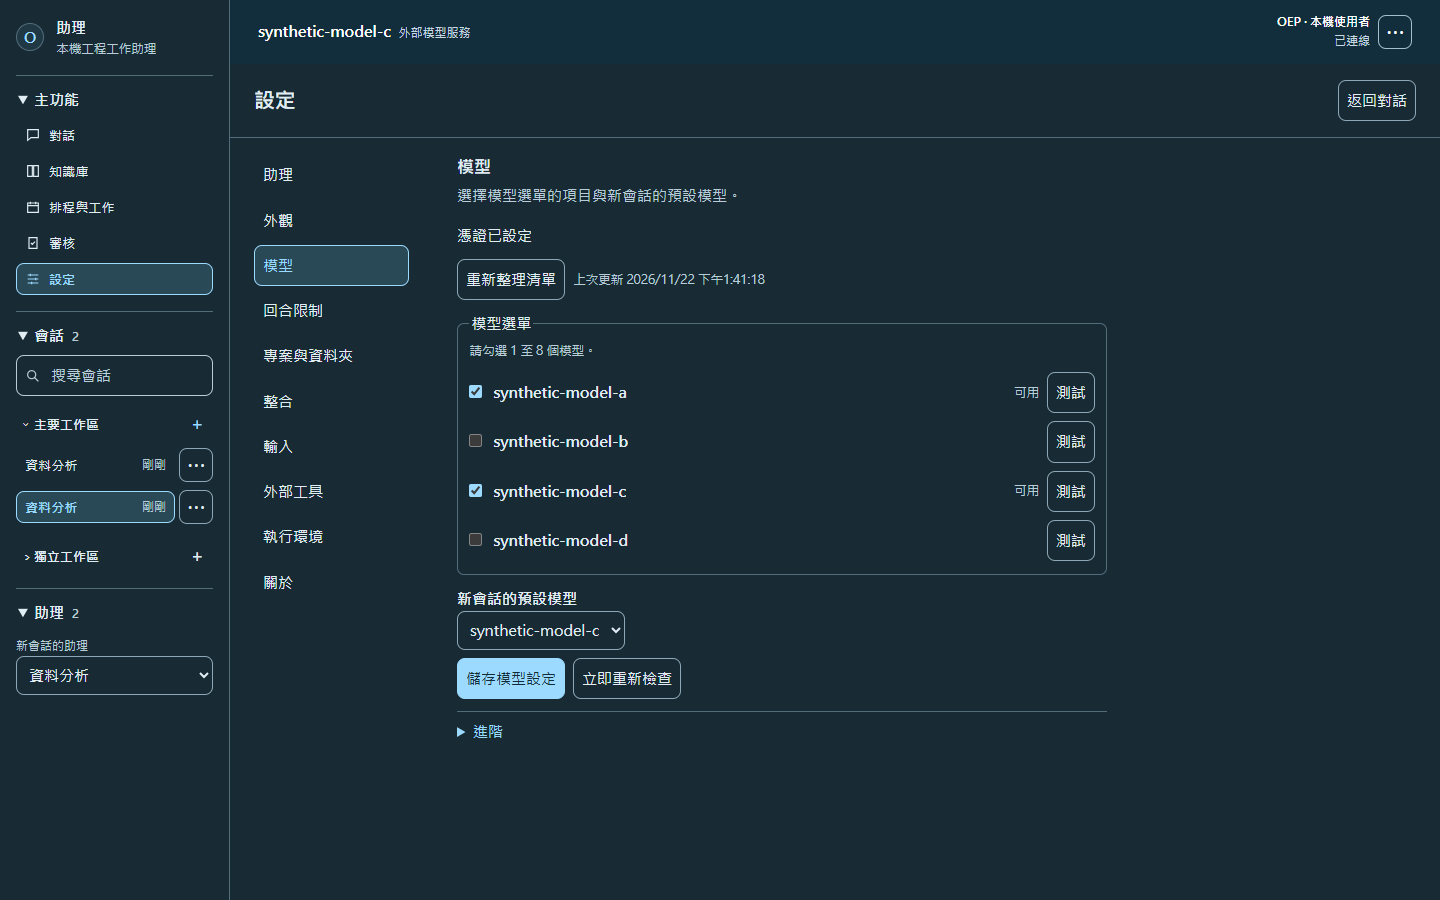 O
助理
本機工程工作助理
▼ 主功能
對話
知識庫
排程與工作
審核
設定
▼ 會話 2
搜尋會話
主要工作區 +
資料分析 剛剛 ...
資料分析 剛剛 ...
獨立工作區 +
▼ 助理 2
新會話的助理
資料分析
synthetic-model-c 外部模型服務
OEP · 本機使用者
已連線
...
設定
返回對話
助理
外觀
模型
回合限制
專案與資料夾
整合
輸入
外部工具
執行環境
關於
模型
選擇模型選單的項目與新會話的預設模型。
憑證已設定
重新整理清單 上次更新 2026/11/22 下午1:41:18
模型選單
請勾選 1 至 8 個模型。
synthetic-model-a 可用 測試
synthetic-model-b 測試
synthetic-model-c 可用 測試
synthetic-model-d 測試
新會話的預設模型
synthetic-model-c
儲存模型設定 立即重新檢查
▶ 進階